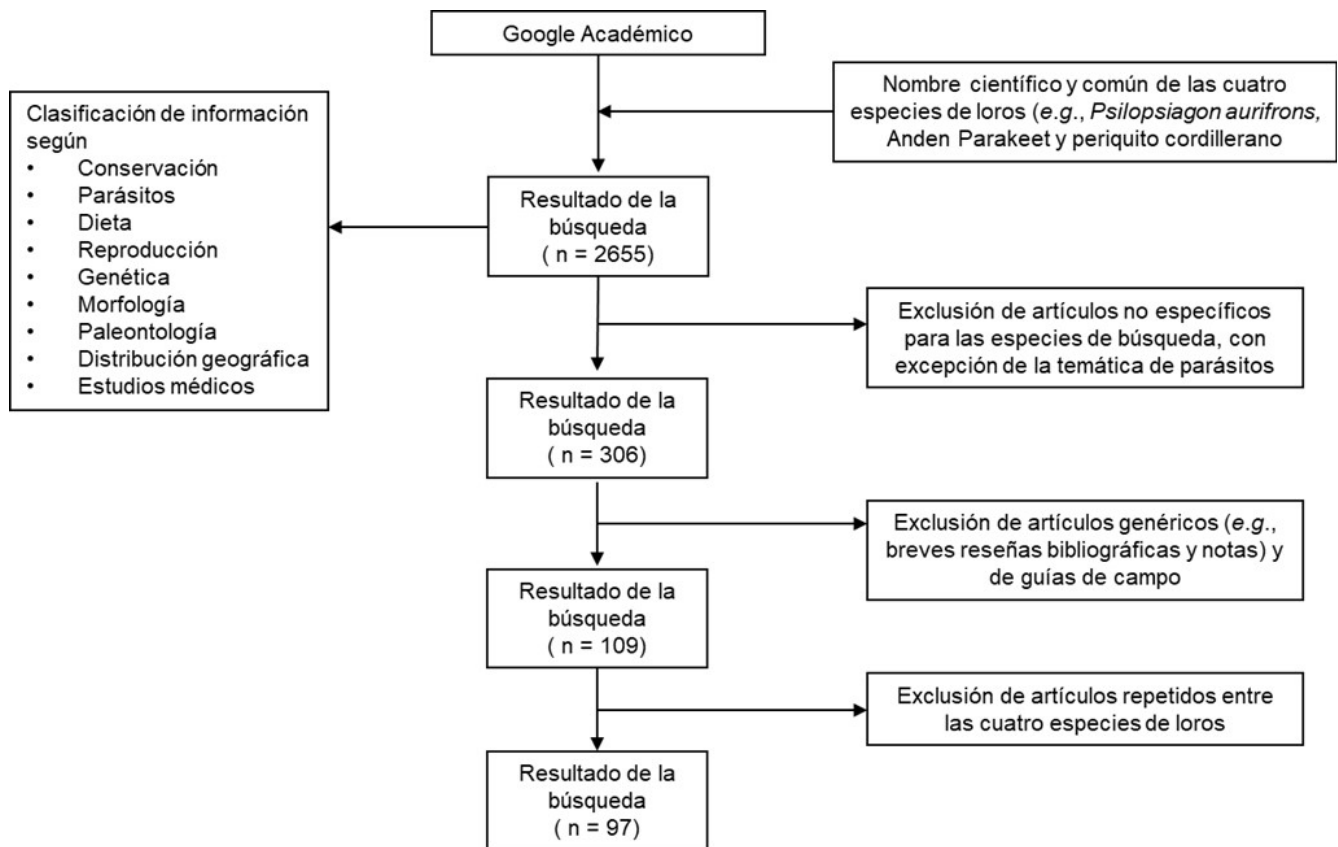 Google Académico
Nombre científico y común de las cuatro
especies de loros (e.g., Psilopsiagon aurifrons,
Anden Parakeet y periquito cordillerano
Clasificación de información
según
• Conservación
• Parásitos
• Dieta
• Reproducción
• Genética
• Morfología
• Paleontología
• Distribución geográfica
• Estudios médicos
Resultado de la
búsqueda
( n = 2655)
Exclusión de artículos no específicos
para las especies de búsqueda, con
excepción de la temática de parásitos
Resultado de la
búsqueda
( n = 306)
Exclusión de artículos genéricos (e.g.,
breves reseñas bibliográficas y notas) y
de guías de campo
Resultado de la
búsqueda
( n = 109)
Exclusión de artículos repetidos entre
las cuatro especies de loros
Resultado de la
búsqueda
( n = 97)